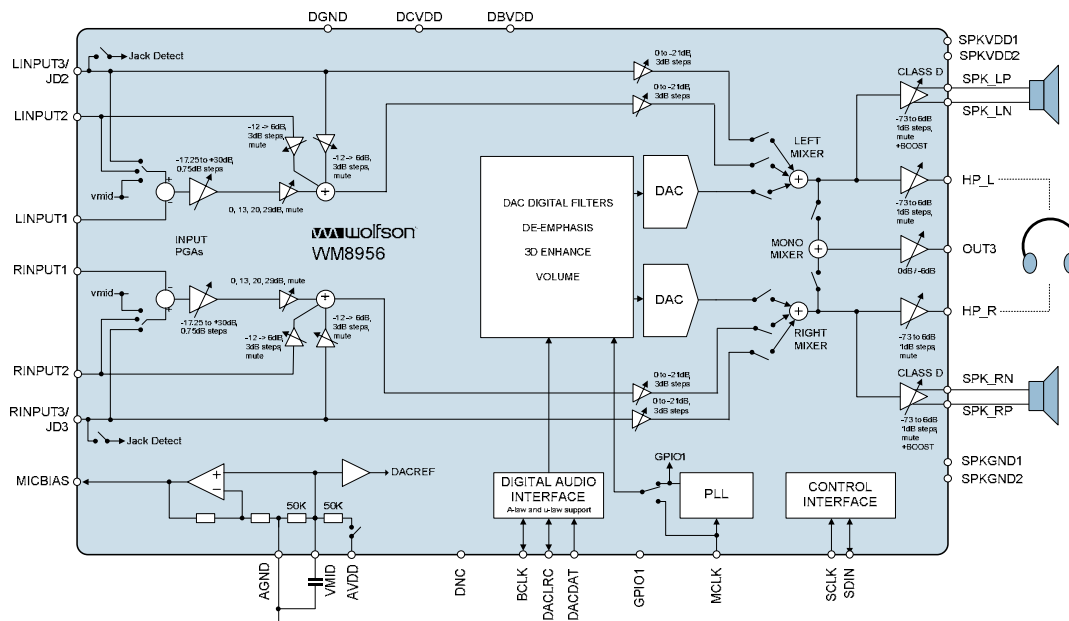 DGND
DCVDD
DBVDD
SPKVDD1
SPKVDD2
LINPUT3/
JD2
Jack Detect
0 to -21dB,
3dB steps
CLASS D
SPK_LP
SPK_LN
LINPUT2
0 to -21dB,
3dB steps
-12 -> 6dB,
3dB steps,
mute
-12 -> 6dB,
3dB steps,
mute
-73 to 6dB
1dB steps,
mute
+BOOST
LEFT
MIXER
-17.25 to +30dB,
0.75dB steps
vmid
+
-
+
DAC
+
HP_L
LINPUT1
0, 13, 20, 29dB, mute
-73 to 6dB
1dB steps,
mute
DAC DIGITAL FILTERS
DE-EMPHASIS
3D ENHANCE
VOLUME
INPUT
PGAs
wolfson
WM8956
MONO
MIXER
+
OUT3
0dB / -6dB
RINPUT1
vmid
-
+
0, 13, 20, 29dB, mute
+
DAC
+
HP_R
-17.25 to +30dB,
0.75dB steps
-12 -> 6dB,
3dB steps,
mute
-12 -> 6dB,
3dB steps,
mute
RIGHT
MIXER
-73 to 6dB
1dB steps,
mute
RINPUT2
0 to -21dB,
3dB steps
CLASS D
SPK_RN
SPK_RP
RINPUT3/
JD3
0 to -21dB,
3dB steps
Jack Detect
-73 to 6dB
1dB steps,
mute
+BOOST
SPKGND1
SPKGND2
MICBIAS
+
-
DACREF
50K
50K
DIGITAL AUDIO
INTERFACE
A-law and u-law support
GPIO1
PLL
CONTROL
INTERFACE
AGND
VMID
AVDD
DNC
BCLK
DACLRC
DACDAT
GPIO1
MCLK
SCLK
SDIN